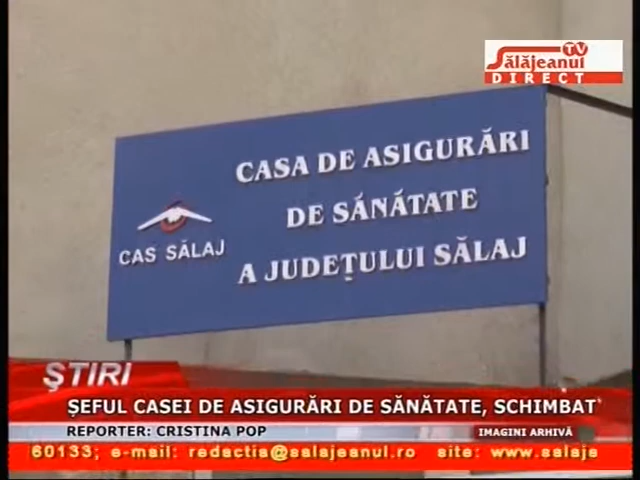 Sălăjeanul TV
DIRECT
CASA DE ASIGURĂRI
DE SĂNĂTATE
A JUDEȚULUI SĂLAJ
CAS SĂLAJ
ŞTIRI
ȘEFUL CASEI DE ASIGURĂRI DE SĂNĂTATE, SCHIMBAT
REPORTER: CRISTINA POP
IMAGINI ARHIVĂ
60133; e-mail: redactia@salajeanul.ro site: www.salaje